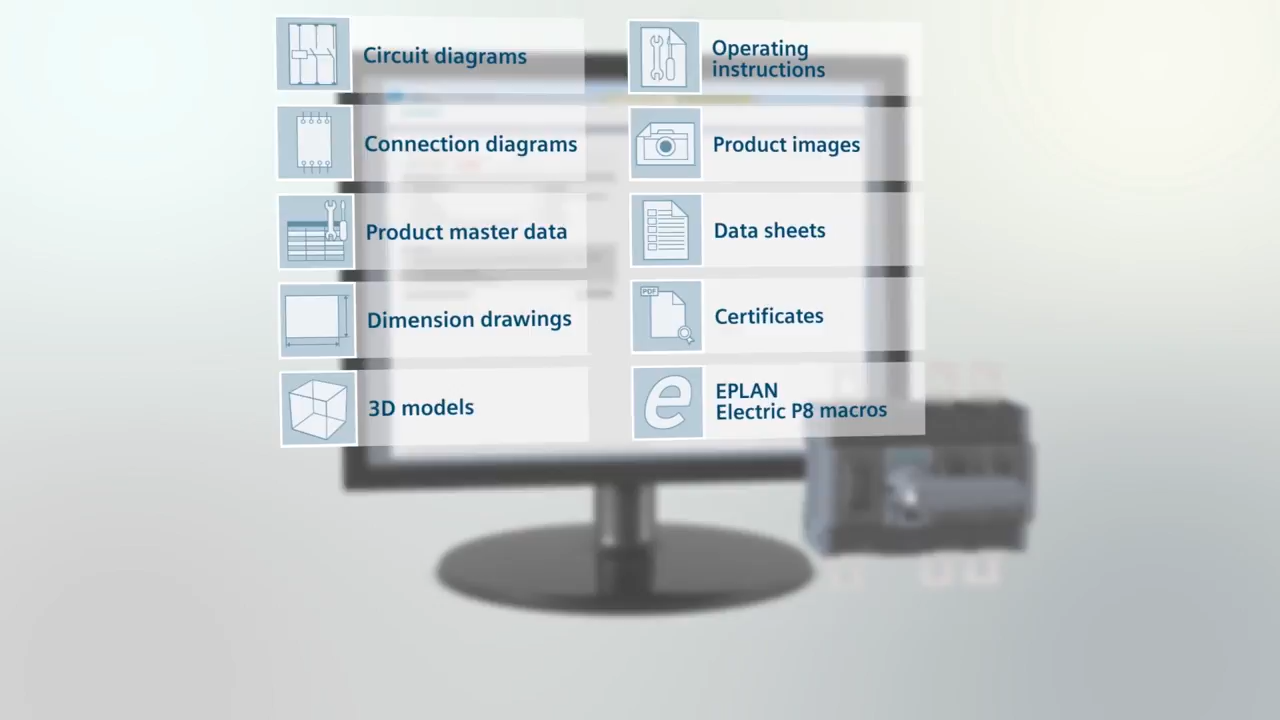 Circuit diagrams
Connection diagrams
Product master data
Dimension drawings
3D models
Operating
instructions
Product images
Data sheets
PDF
Certificates
e
EPLAN
Electric P8 macros